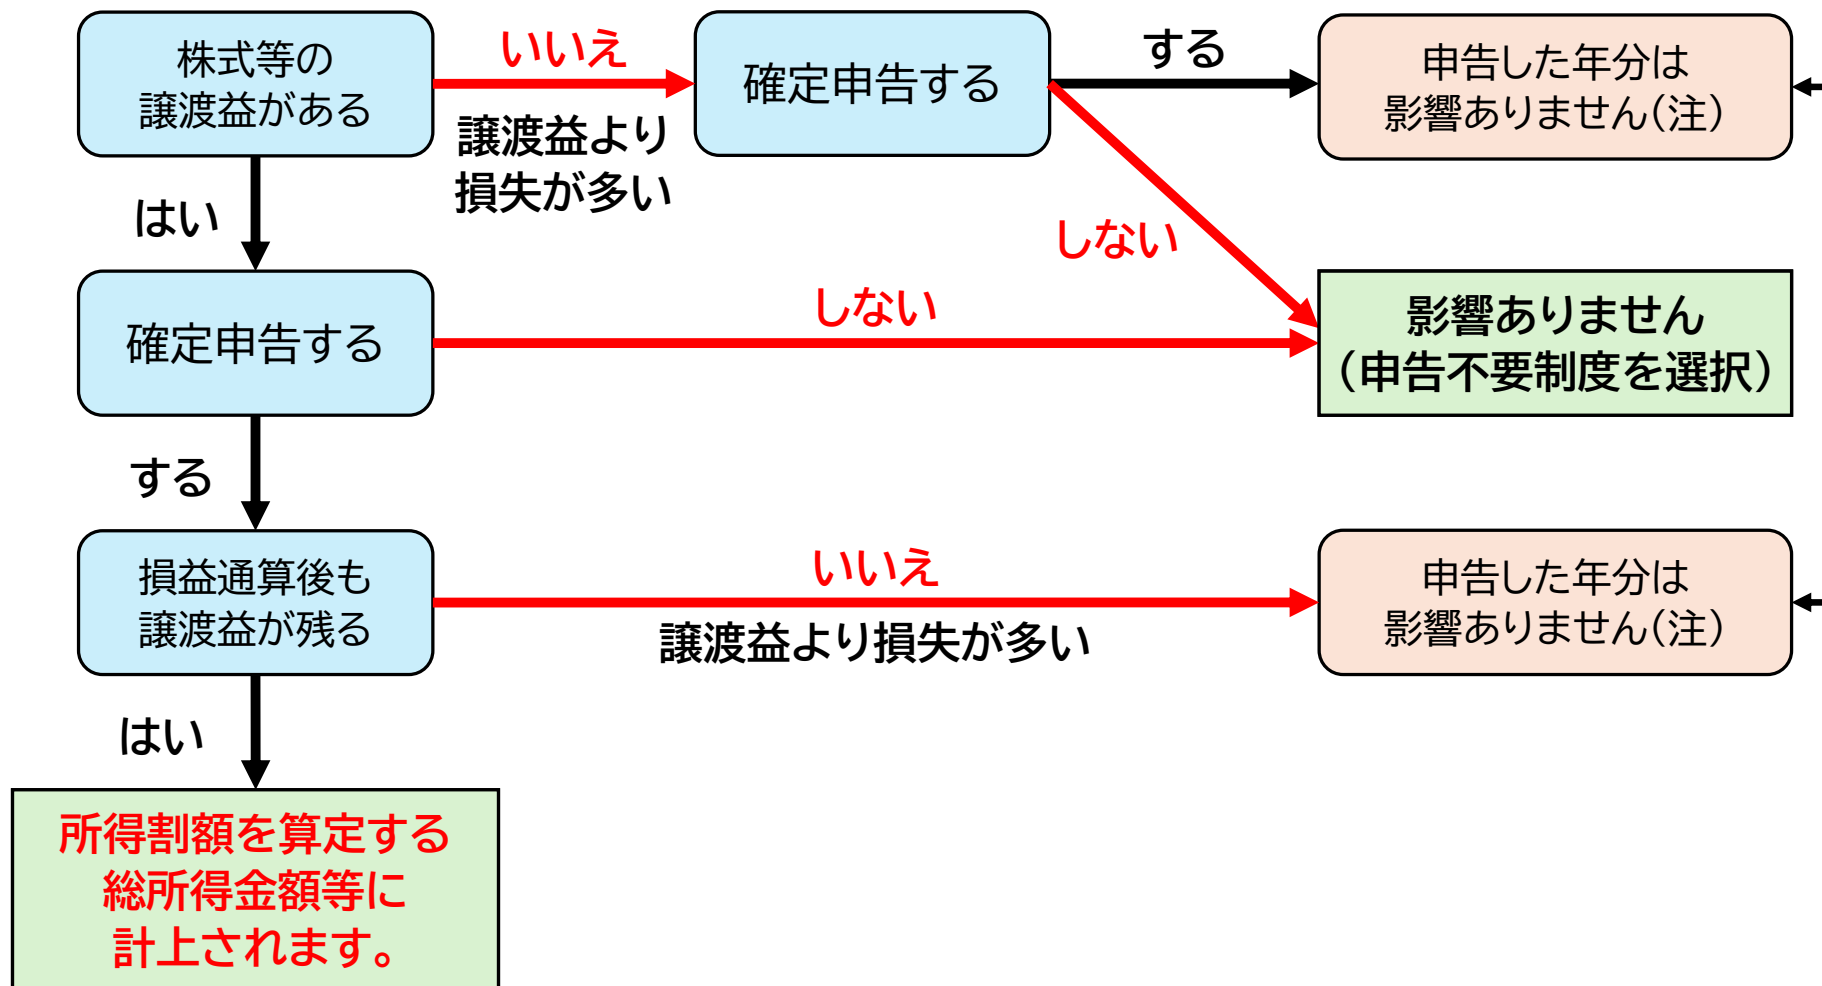 株式等の
譲渡益がある
いいえ
譲渡益より
損失が多い
確定申告する
する
申告した年分は
影響ありません(注)
はい
しない
確定申告する
しない
影響ありません
(申告不要制度を選択)
する
損益通算後も
譲渡益が残る
いいえ
譲渡益より損失が多い
申告した年分は
影響ありません(注)
はい
所得割額を算定する
総所得金額等に
計上されます。